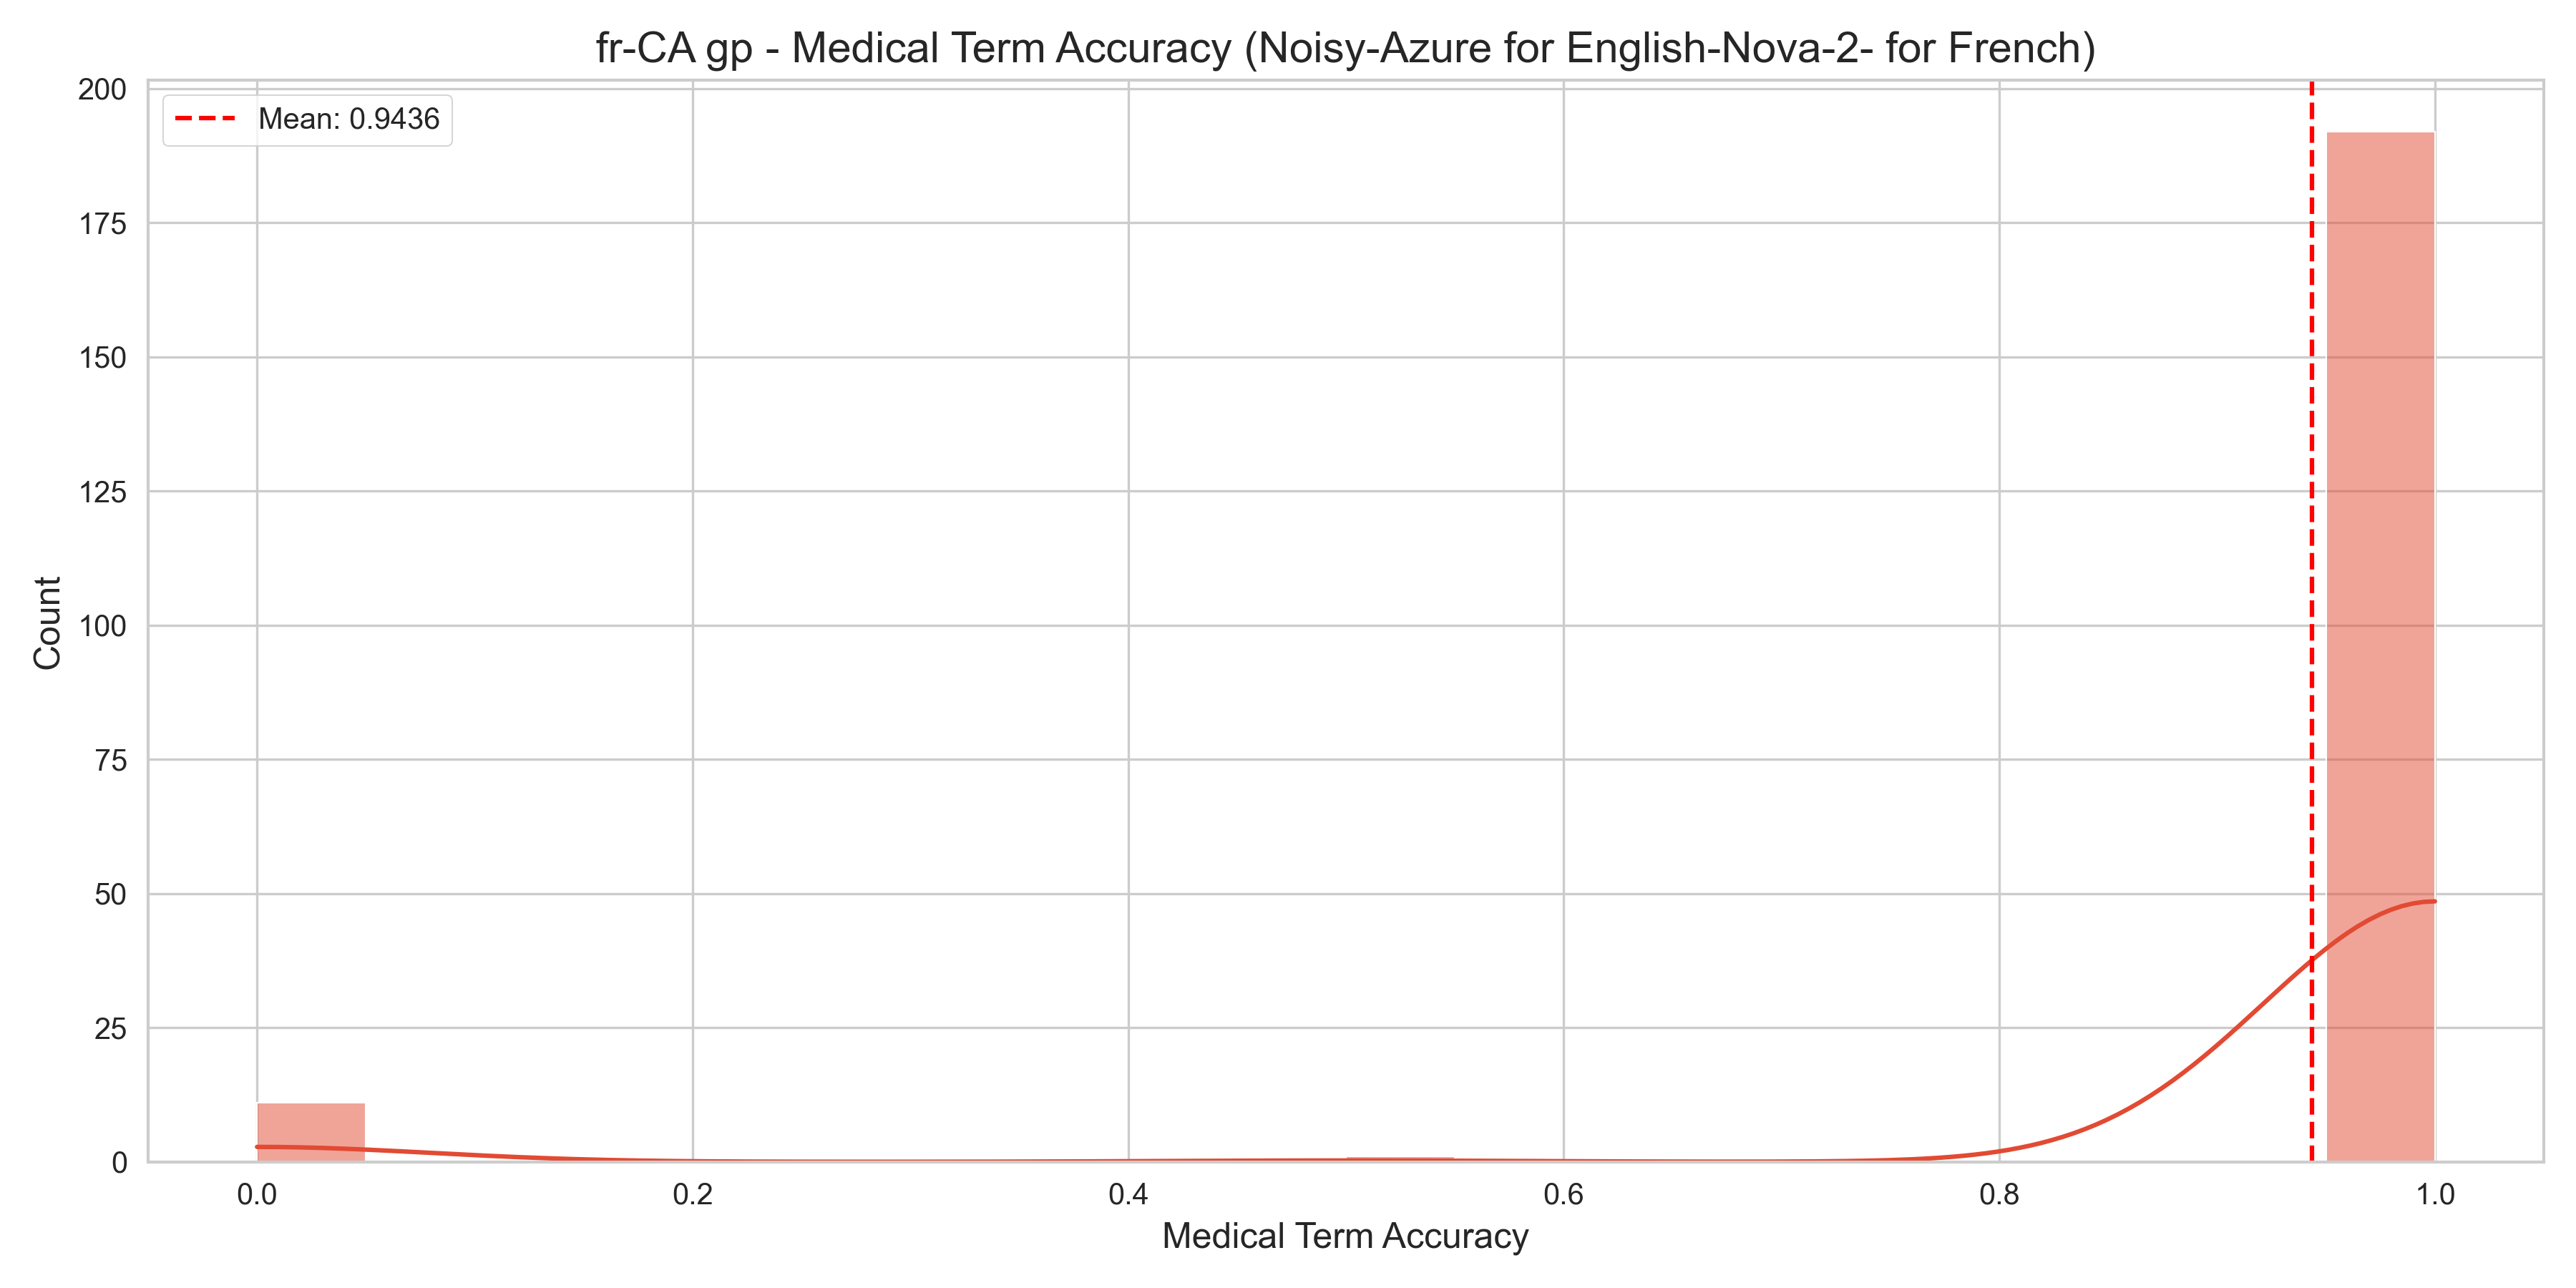 fr-CA gp - Medical Term Accuracy (Noisy-Azure for English-Nova-2- for French)
Mean: 0.9436
200
175
150
125
100
75
50
25
0
Count
0.0 0.2 0.4 0.6 0.8 1.0
Medical Term Accuracy